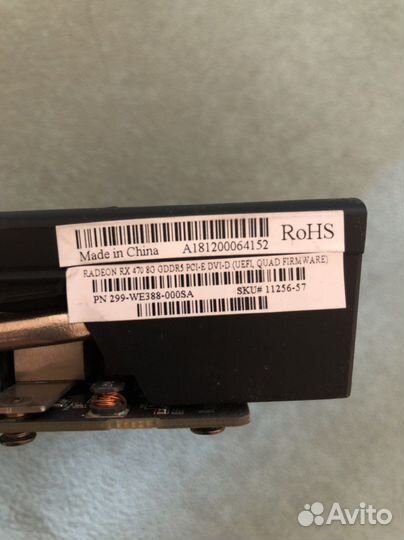 Made in China A181200064152 RoHS
RADEON RX 470 8G GDDR5 PCI-E DVI-D (UEFI, QUAD FIRMWARE)
PN 299-WE388-000SA SKU# 11256-57
Avito